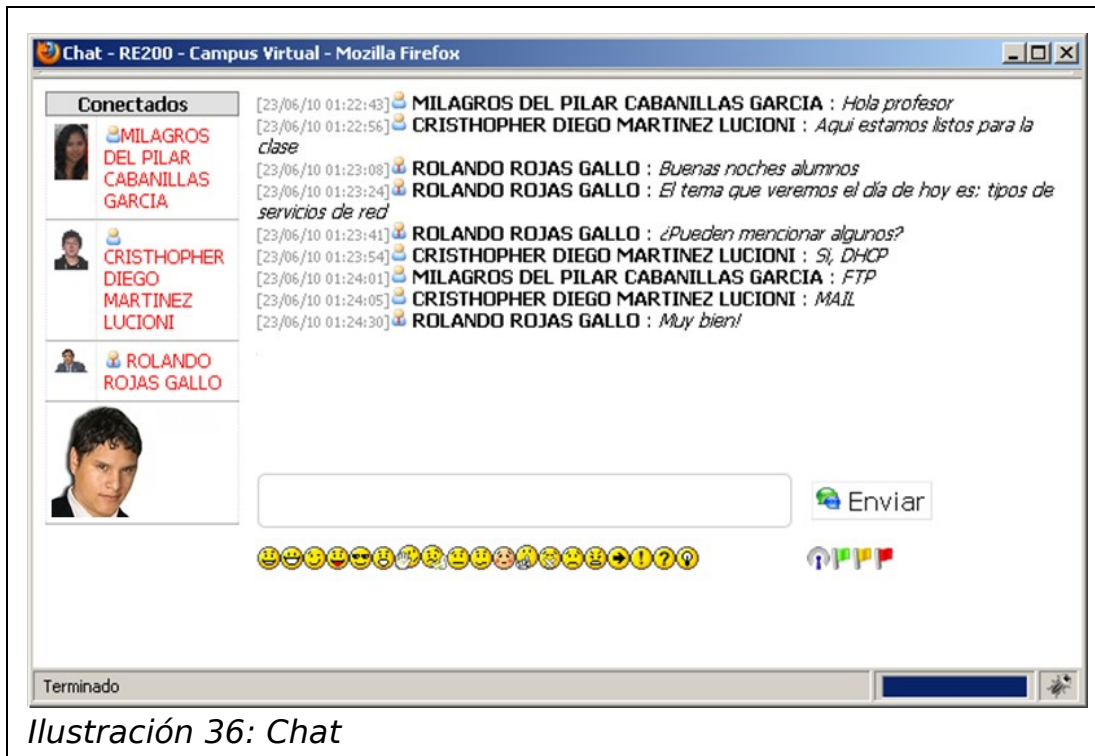 Chat - RE200 - Campus Virtual - Mozilla Firefox
Conectados
MILAGROS
DEL PILAR
CABANILLAS
GARCIA
CRISTHOPHER
DIEGO
MARTINEZ
LUCIONI
ROLANDO
ROJAS GALLO
[23/06/10 01:22:43] MILAGROS DEL PILAR CABANILLAS GARCIA : Hola profesor
[23/06/10 01:22:56] CRISTHOPHER DIEGO MARTINEZ LUCIONI : Aqui estamos listos para la
clase
[23/06/10 01:23:08] ROLANDO ROJAS GALLO : Buenas noches alumnos
[23/06/10 01:23:24] ROLANDO ROJAS GALLO : El tema que veremos el día de hoy es: tipos de
servicios de red
[23/06/10 01:23:41] ROLANDO ROJAS GALLO : ¿Pueden mencionar algunos?
[23/06/10 01:23:54] CRISTHOPHER DIEGO MARTINEZ LUCIONI : Sí, DHCP
[23/06/10 01:24:01] MILAGROS DEL PILAR CABANILLAS GARCIA : FTP
[23/06/10 01:24:05] CRISTHOPHER DIEGO MARTINEZ LUCIONI : MAIL
[23/06/10 01:24:30] ROLANDO ROJAS GALLO : Muy bien!
Enviar
Terminado
Ilustración 36: Chat